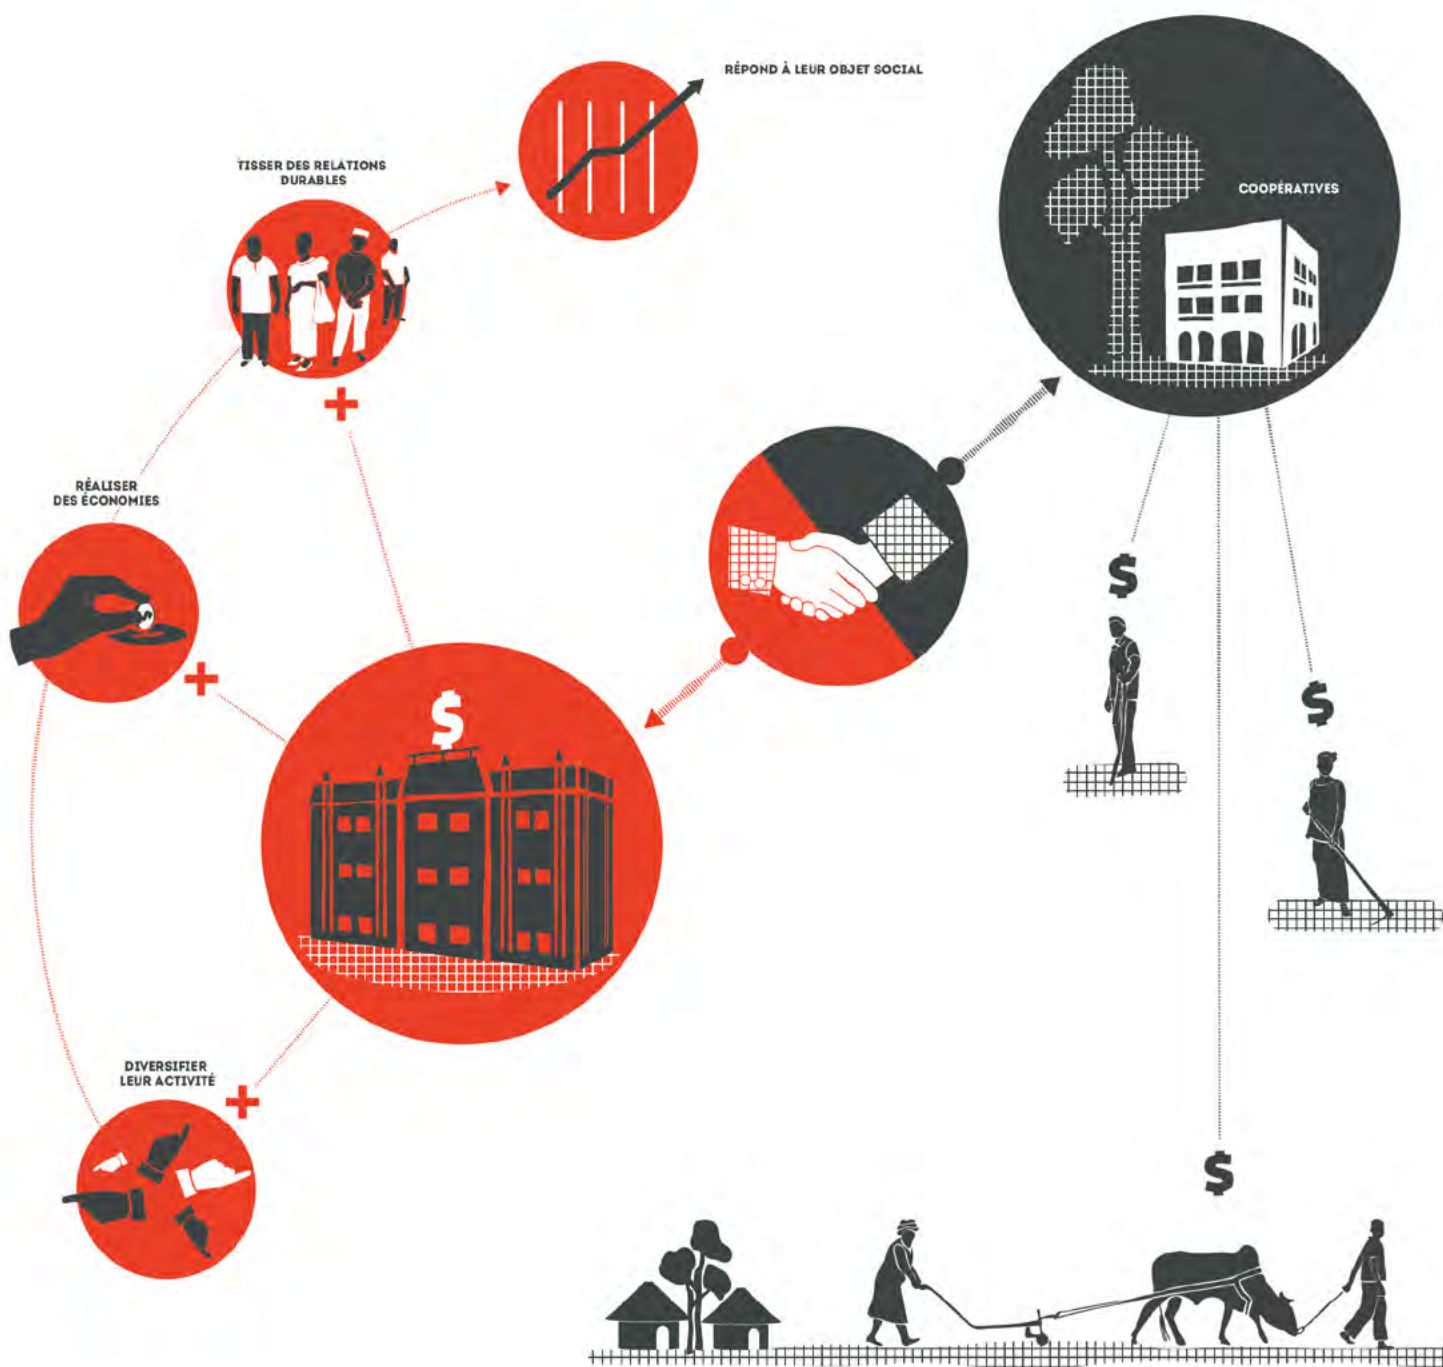 RÉPOND À LEUR OBJET SOCIAL
TISSER DES RELATIONS
DURABLES
COOPÉRATIVES
RÉALISER
DES ÉCONOMIES
$
$
$
DIVERSIFIER
LEUR ACTIVITÉ
$